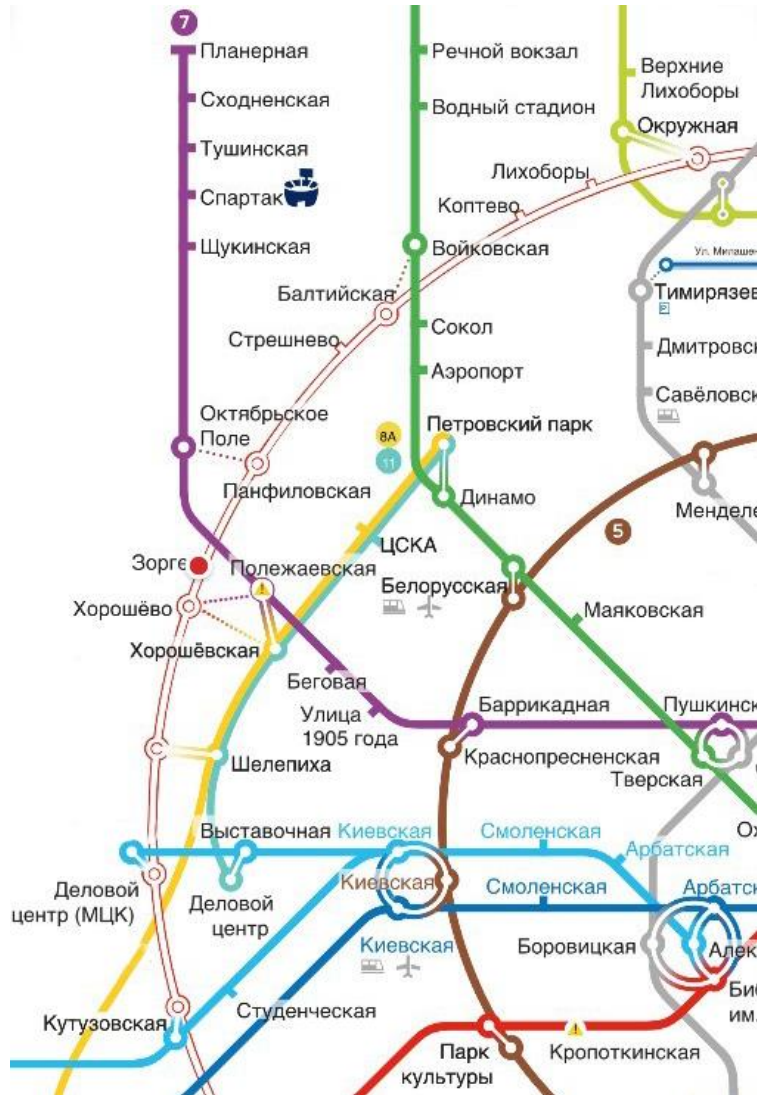 7
Планерная
Речной вокзал
Верхние
Лихоборы
Сходненская
Водный стадион
Окружная
Тушинская
Лихоборы
Спартак
Коптево
Щукинская
Войковская
Ул. Милашен
Балтийская
Тимирязев
P
Сокол
Стрешнево
Дмитровск
Аэропорт
Савёловск
Октябрьское
Поле
8А
Петровский парк
11
Панфиловская
Динамо
Менделе
5
ЦСКА
Зорге
Полежаевская
Белорусская
Хорошёво
Маяковская
Хорошёвская
Беговая
Баррикадная
Пушкинск
Улица
1905 года
Краснопресненская
Шелепиха
Тверская
Выставочная
Киевская
Смоленская
Ох
Арбатская
Деловой
центр (МЦК)
Деловой
центр
Киевская
Смоленская
Арбатск
Киевская
Боровицкая
Алек
Студенческая
Биб
им.
Кутузовская
Парк
культуры
Кропоткинская